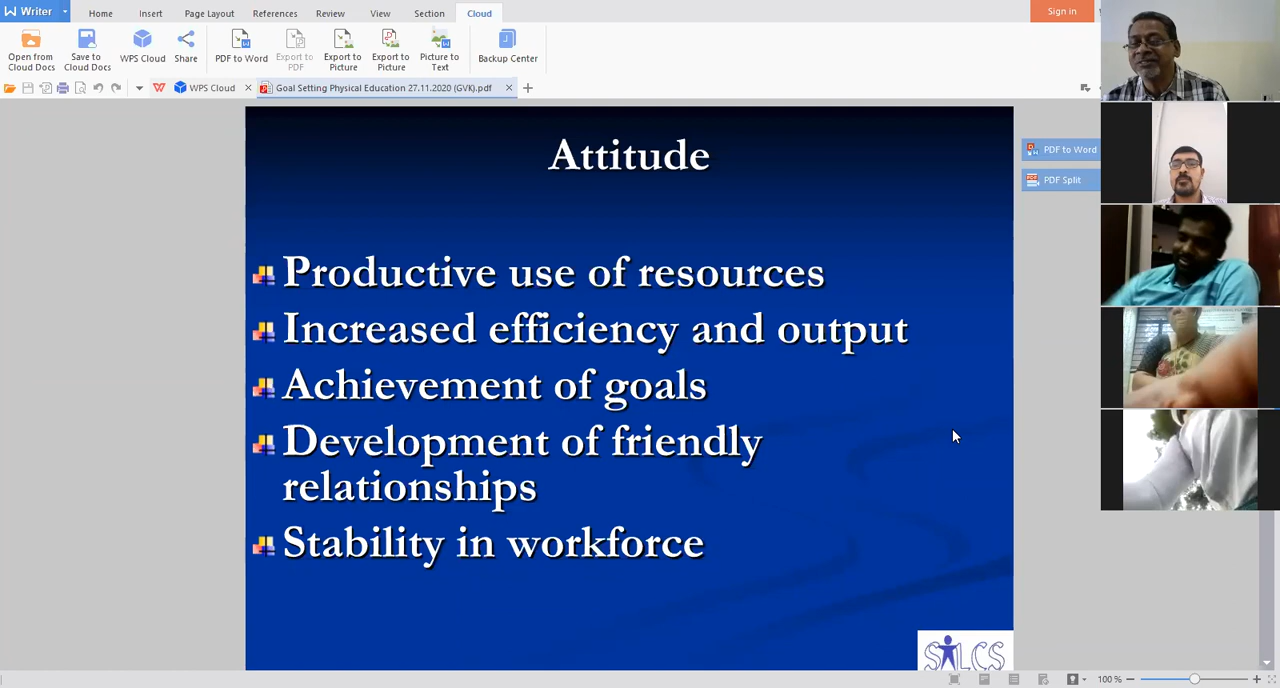 Writer
Home
Insert
Page Layout
References
Review
View
Section
Cloud
Sign in
Open from
Cloud Docs
Save to
Cloud Docs
WPS Cloud
Share
PDF to Word
Export to
PDF
Export to
Picture
Export to
Picture
Picture to
Text
Backup Center
WPS Cloud
Goal Setting Physical Education 27.11.2020 (GVK).pdf
PDF to Word
PDF Split
Attitude
Productive use of resources
Increased efficiency and output
Achievement of goals
Development of friendly
relationships
Stability in workforce
100 %